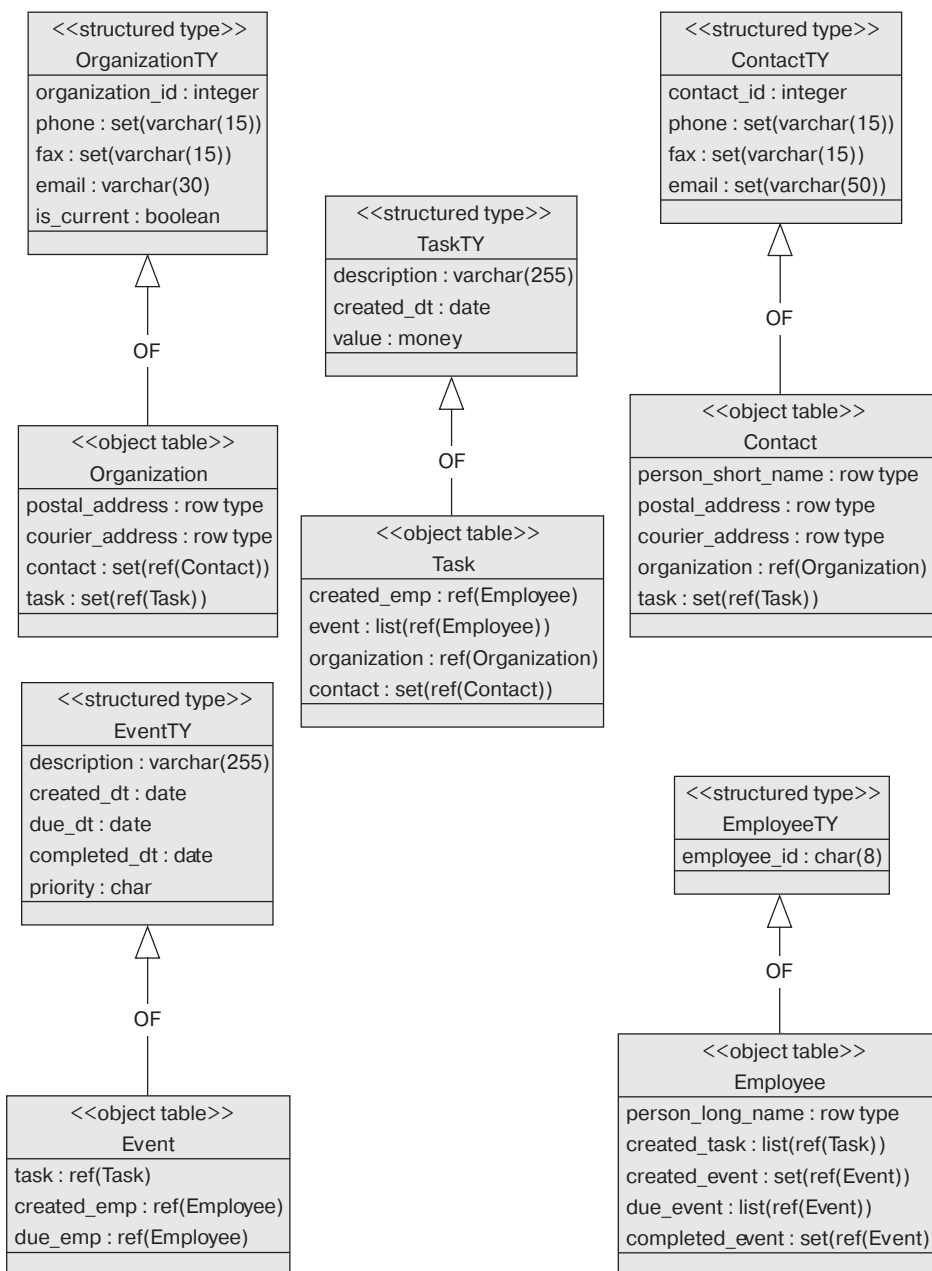 <<structured type>>
OrganizationTY
organization_id : integer
phone : set(varchar(15))
fax : set(varchar(15))
email : varchar(30)
is_current : boolean
<<structured type>>
ContactTY
contact_id : integer
phone : set(varchar(15))
fax : set(varchar(15))
email : set(varchar(50))
<<structured type>>
TaskTY
description : varchar(255)
created_dt : date
value : money
OF
OF
OF
<<object table>>
Organization
postal_address : row type
courier_address : row type
contact : set(ref(Contact))
task : set(ref(Task))
<<object table>>
Task
created_emp : ref(Employee)
event : list(ref(Employee))
organization : ref(Organization)
contact : set(ref(Contact))
<<object table>>
Contact
person_short_name : row type
postal_address : row type
courier_address : row type
organization : ref(Organization)
task : set(ref(Task))
<<structured type>>
EventTY
description : varchar(255)
created_dt : date
due_dt : date
completed_dt : date
priority : char
<<structured type>>
EmployeeTY
employee_id : char(8)
OF
OF
<<object table>>
Event
task : ref(Task)
created_emp : ref(Employee)
due_emp : ref(Employee)
<<object table>>
Employee
person_long_name : row type
created_task : list(ref(Task))
created_event : set(ref(Event))
due_event : list(ref(Event))
completed_event : set(ref(Event)